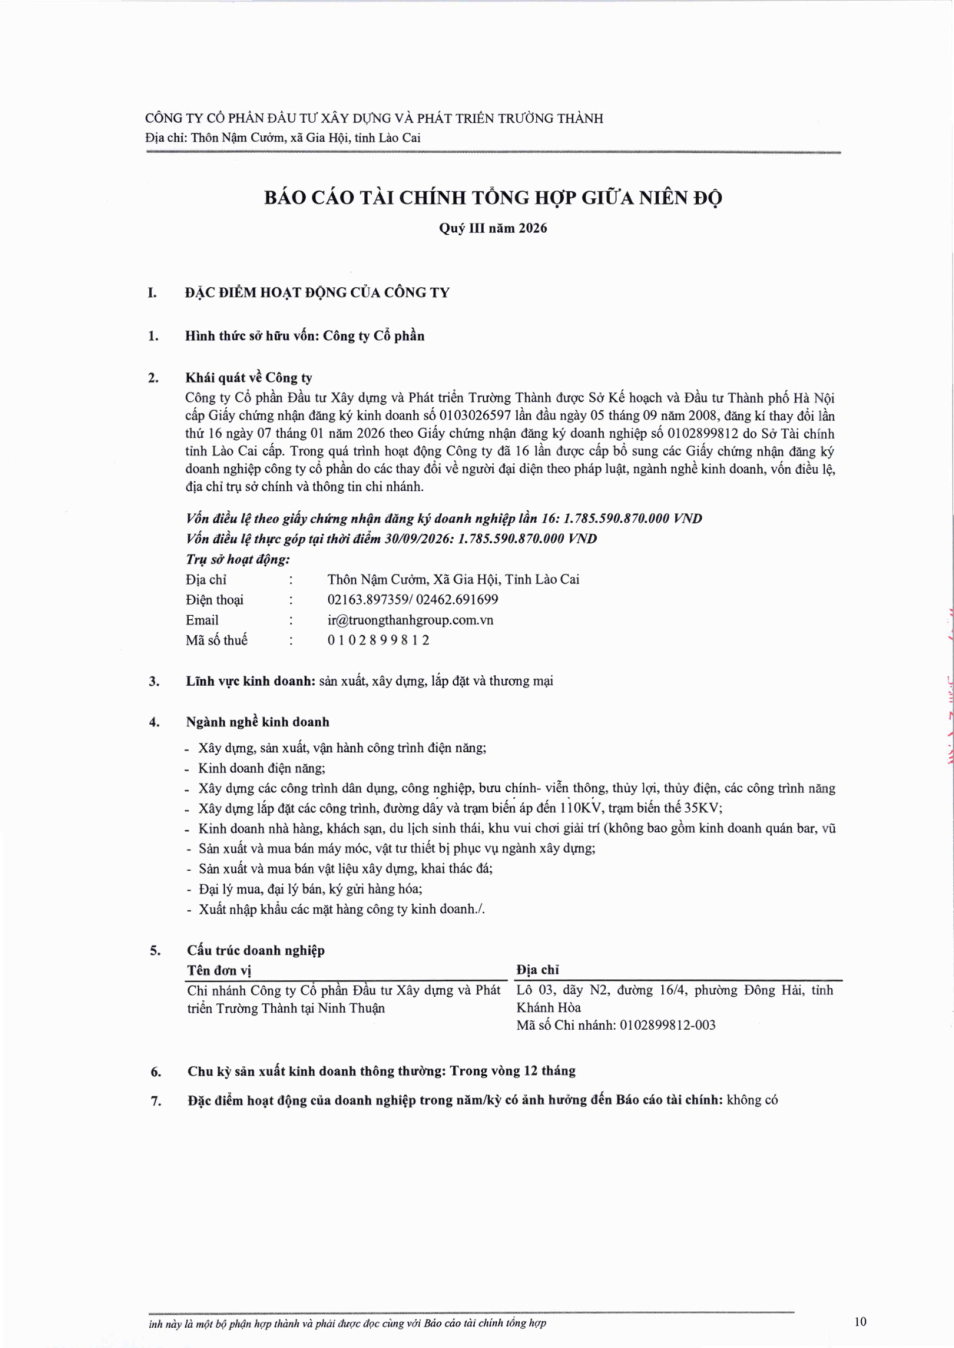 CÔNG TY CỔ PHẦN ĐẦU TƯ XÂY DỰNG VÀ PHÁT TRIỂN TRƯỜNG THÀNH
Địa chỉ: Thôn Nậm Cưởm, xã Gia Hội, tỉnh Lào Cai
BÁO CÁO TÀI CHÍNH TỔNG HỢP GIỮA NIÊN ĐỘ
Quý III năm 2026
I. ĐẶC ĐIỂM HOẠT ĐỘNG CỦA CÔNG TY
1. Hình thức sở hữu vốn: Công ty Cổ phần
2. Khái quát về Công ty
Công ty Cổ phần Đầu tư Xây dựng và Phát triển Trường Thành được Sở Kế hoạch và Đầu tư Thành phố Hà Nội
cấp Giấy chứng nhận đăng ký kinh doanh số 0103026597 lần đầu ngày 05 tháng 09 năm 2008, đăng kí thay đổi lần
thứ 16 ngày 07 tháng 01 năm 2026 theo Giấy chứng nhận đăng ký doanh nghiệp số 0102899812 do Sở Tài chính
tỉnh Lào Cai cấp. Trong quá trình hoạt động Công ty đã 16 lần được cấp bổ sung các Giấy chứng nhận đăng ký
doanh nghiệp công ty cổ phần do các thay đổi về người đại diện theo pháp luật, ngành nghề kinh doanh, vốn điều lệ,
địa chỉ trụ sở chính và thông tin chi nhánh.
Vốn điều lệ theo giấy chứng nhận đăng ký doanh nghiệp lần 16: 1.785.590.870.000 VND
Vốn điều lệ thực góp tại thời điểm 30/09/2026: 1.785.590.870.000 VND
Trụ sở hoạt động:
Địa chỉ : Thôn Nậm Cưởm, Xã Gia Hội, Tỉnh Lào Cai
Điện thoại : 02163.897359/ 02462.691699
Email : ir@truongthanhgroup.com.vn
Mã số thuế : 0 1 0 2 8 9 9 8 1 2
3. Lĩnh vực kinh doanh: sản xuất, xây dựng, lắp đặt và thương mại
4. Ngành nghề kinh doanh
- Xây dựng, sản xuất, vận hành công trình điện năng;
- Kinh doanh điện năng;
- Xây dựng các công trình dân dụng, công nghiệp, bưu chính- viễn thông, thủy lợi, thủy điện, các công trình năng
- Xây dựng lắp đặt các công trình, đường dây và trạm biến áp đến 110KV, trạm biến thế 35KV;
- Kinh doanh nhà hàng, khách sạn, du lịch sinh thái, khu vui chơi giải trí (không bao gồm kinh doanh quán bar, vũ
- Sản xuất và mua bán máy móc, vật tư thiết bị phục vụ ngành xây dựng;
- Sản xuất và mua bán vật liệu xây dựng, khai thác đá;
- Đại lý mua, đại lý bán, ký gửi hàng hóa;
- Xuất nhập khẩu các mặt hàng công ty kinh doanh./.
5. Cấu trúc doanh nghiệp
Tên đơn vị Địa chỉ
Chi nhánh Công ty Cổ phần Đầu tư Xây dựng và Phát Lô 03, dãy N2, đường 16/4, phường Đông Hải, tỉnh
triển Trường Thành tại Ninh Thuận Khánh Hòa
Mã số Chi nhánh: 0102899812-003
6. Chu kỳ sản xuất kinh doanh thông thường: Trong vòng 12 tháng
7. Đặc điểm hoạt động của doanh nghiệp trong năm/kỳ có ảnh hưởng đến Báo cáo tài chính: không có
inh này là một bộ phận hợp thành và phải được đọc cùng với Báo cáo tài chính tổng hợp 10